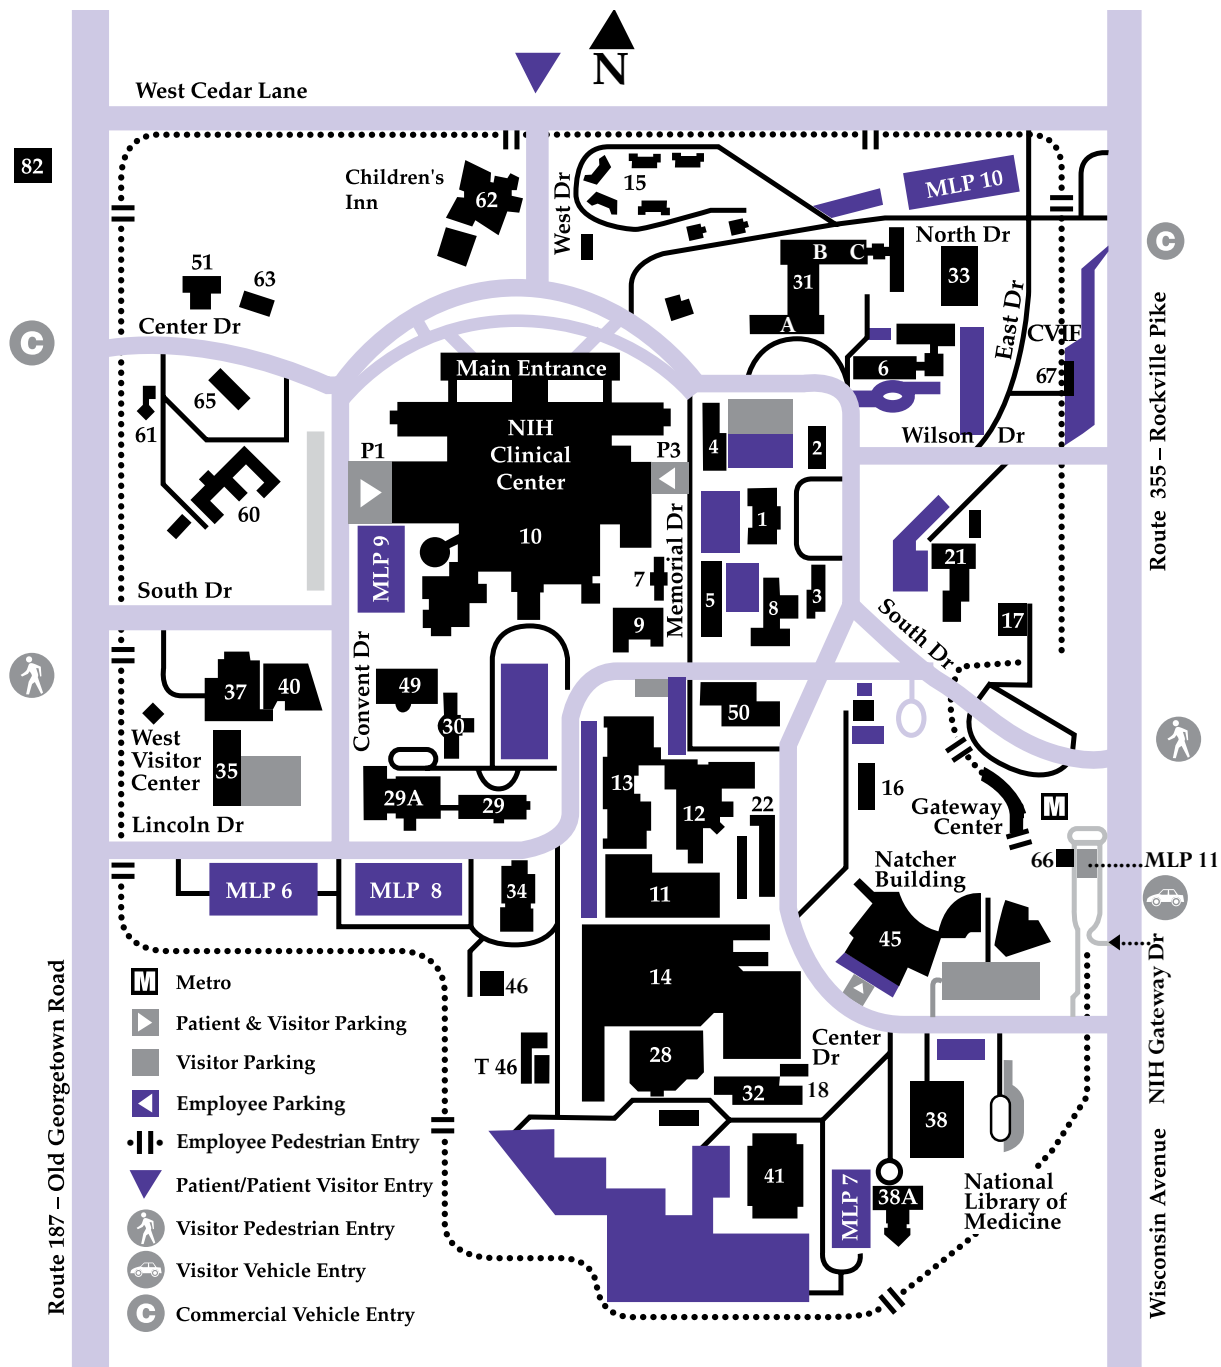 N
West Cedar Lane
82
Children's
Inn
62
West Dr
15
MLP 10
C
North Dr
B
C
31
33
A
51
63
Center Dr
C
East Dr
CVIF
67
Route 355 – Rockville Pike
Main Entrance
6
65
61
60
NIH
Clinical
Center
10
P1
P3
4
2
Wilson Dr
1
MLP 9
Memorial Dr
7
5
8
3
9
21
17
South Dr
South Dr
37
40
49
30
Convent Dr
50
West
Visitor
Center
35
29A
29
13
12
22
16
Gateway
Center
M
Lincoln Dr
66
MLP 11
MLP 6
MLP 8
34
11
Natcher
Building
45
14
46
NIH Gateway Dr
T 46
28
32
18
Center
Dr
38
41
MLP 7
38A
National
Library of
Medicine
Wisconsin Avenue
Route 187 – Old Georgetown Road
M Metro
Patient & Visitor Parking
Visitor Parking
Employee Parking
Employee Pedestrian Entry
Patient/Patient Visitor Entry
Visitor Pedestrian Entry
Visitor Vehicle Entry
C Commercial Vehicle Entry